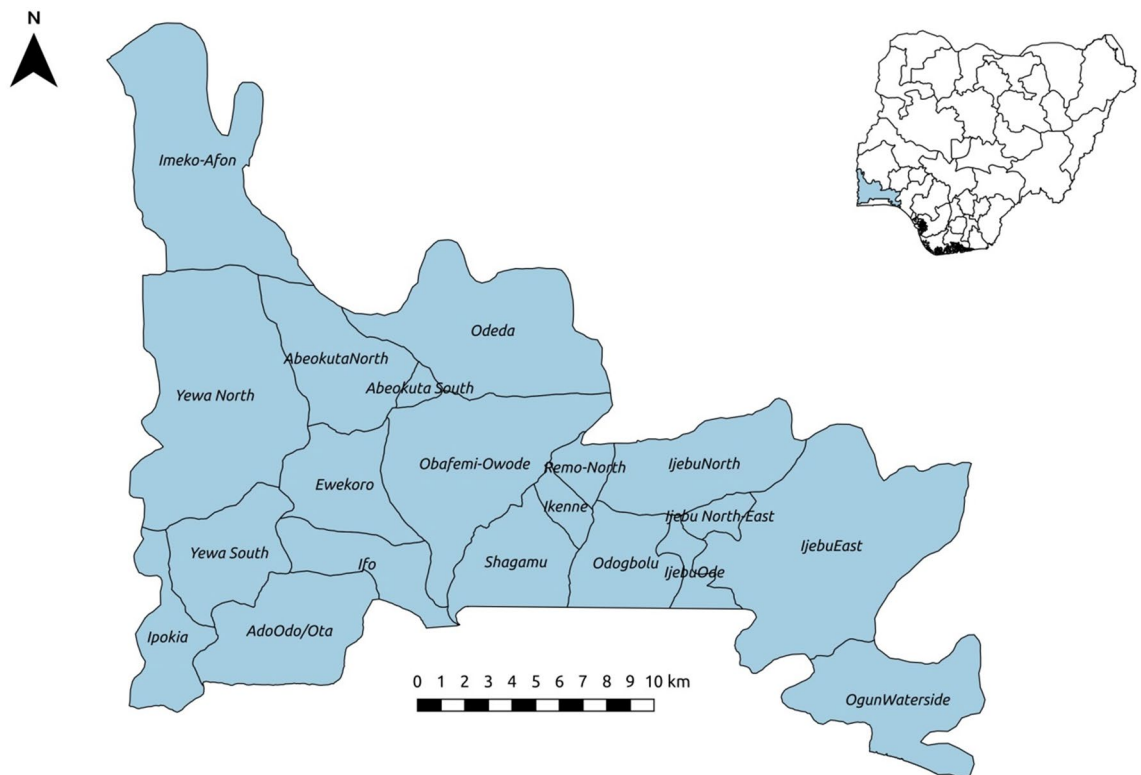 N
Imeko-Afon
Odeda
AbeokutaNorth
Abeokuta South
Yewa North
Obafemi-Owode
Remo-North
IjebuNorth
Ewekoro
Ikenne
Ijebu North-East
IjebuEast
Yewa South
Ifo
Shagamu
Odogbolu
IjebuOde
Ipokia
AdoOdo/Ota
0 1 2 3 4 5 6 7 8 9 10 km
OgunWaterside